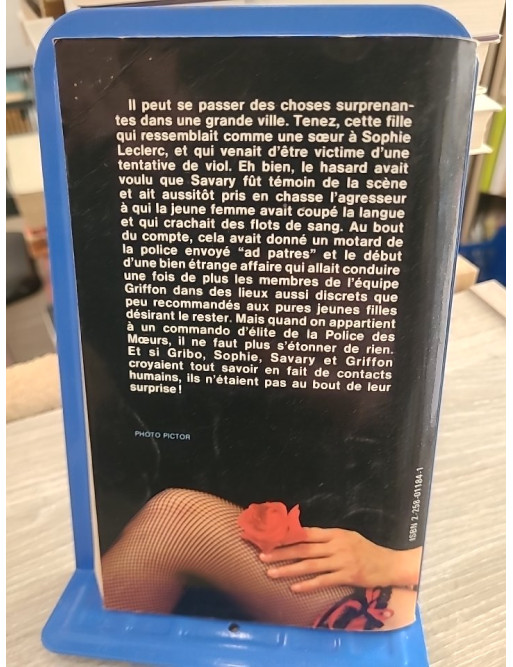 Il peut se passer des choses surprenan-
tes dans une grande ville. Tenez, cette fille
qui ressemblait comme une sœur à Sophie
Leclerc, et qui venait d'être victime d'une
tentative de viol. Eh bien, le hasard avait
voulu que Savary fût témoin de la scène
et ait aussitôt pris en chasse l'agresseur
à qui la jeune femme avait coupé la langue
et qui crachait des flots de sang. Au bout
du compte, cela avait donné un motard de
la police envoyé "ad patres" et le début
d'une bien étrange affaire qui allait conduire
une fois de plus les membres de l'équipe
Griffon dans des lieux aussi discrets que
peu recommandés aux pures jeunes filles
désirant le rester. Mais quand on appartient
à un commando d'élite de la Police des
Mœurs, il ne faut plus s'étonner de rien.
Et si Gribo, Sophie, Savary et Griffon
croyaient tout savoir en fait de contacts
humains, ils n'étaient pas au bout de leur
surprise!
PHOTO PICTOR
ISBN 2-258-01184-1